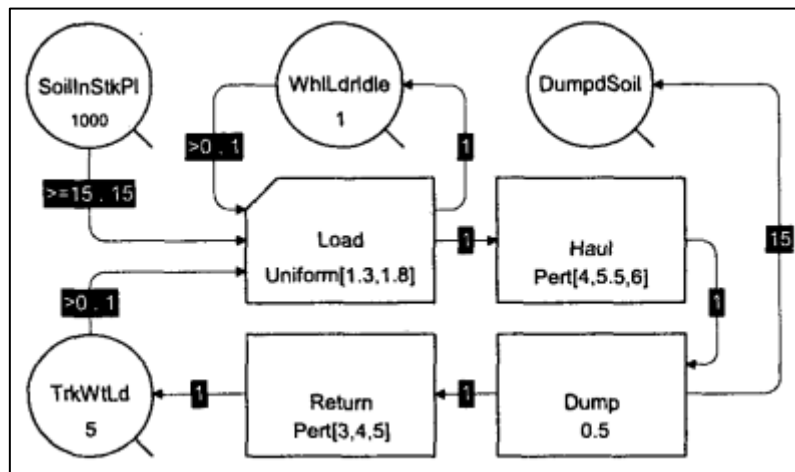 SoilInStkPl
1000
WhlLdrIdle
1
DumpdSoil
>0 . 1
1
>=15 . 15
Load
Uniform[1.3,1.8]
1
Haul
Pert[4,5.5,6]
15
1
>0 . 1
TrkWtLd
5
1
Return
Pert[3,4,5]
1
Dump
0.5